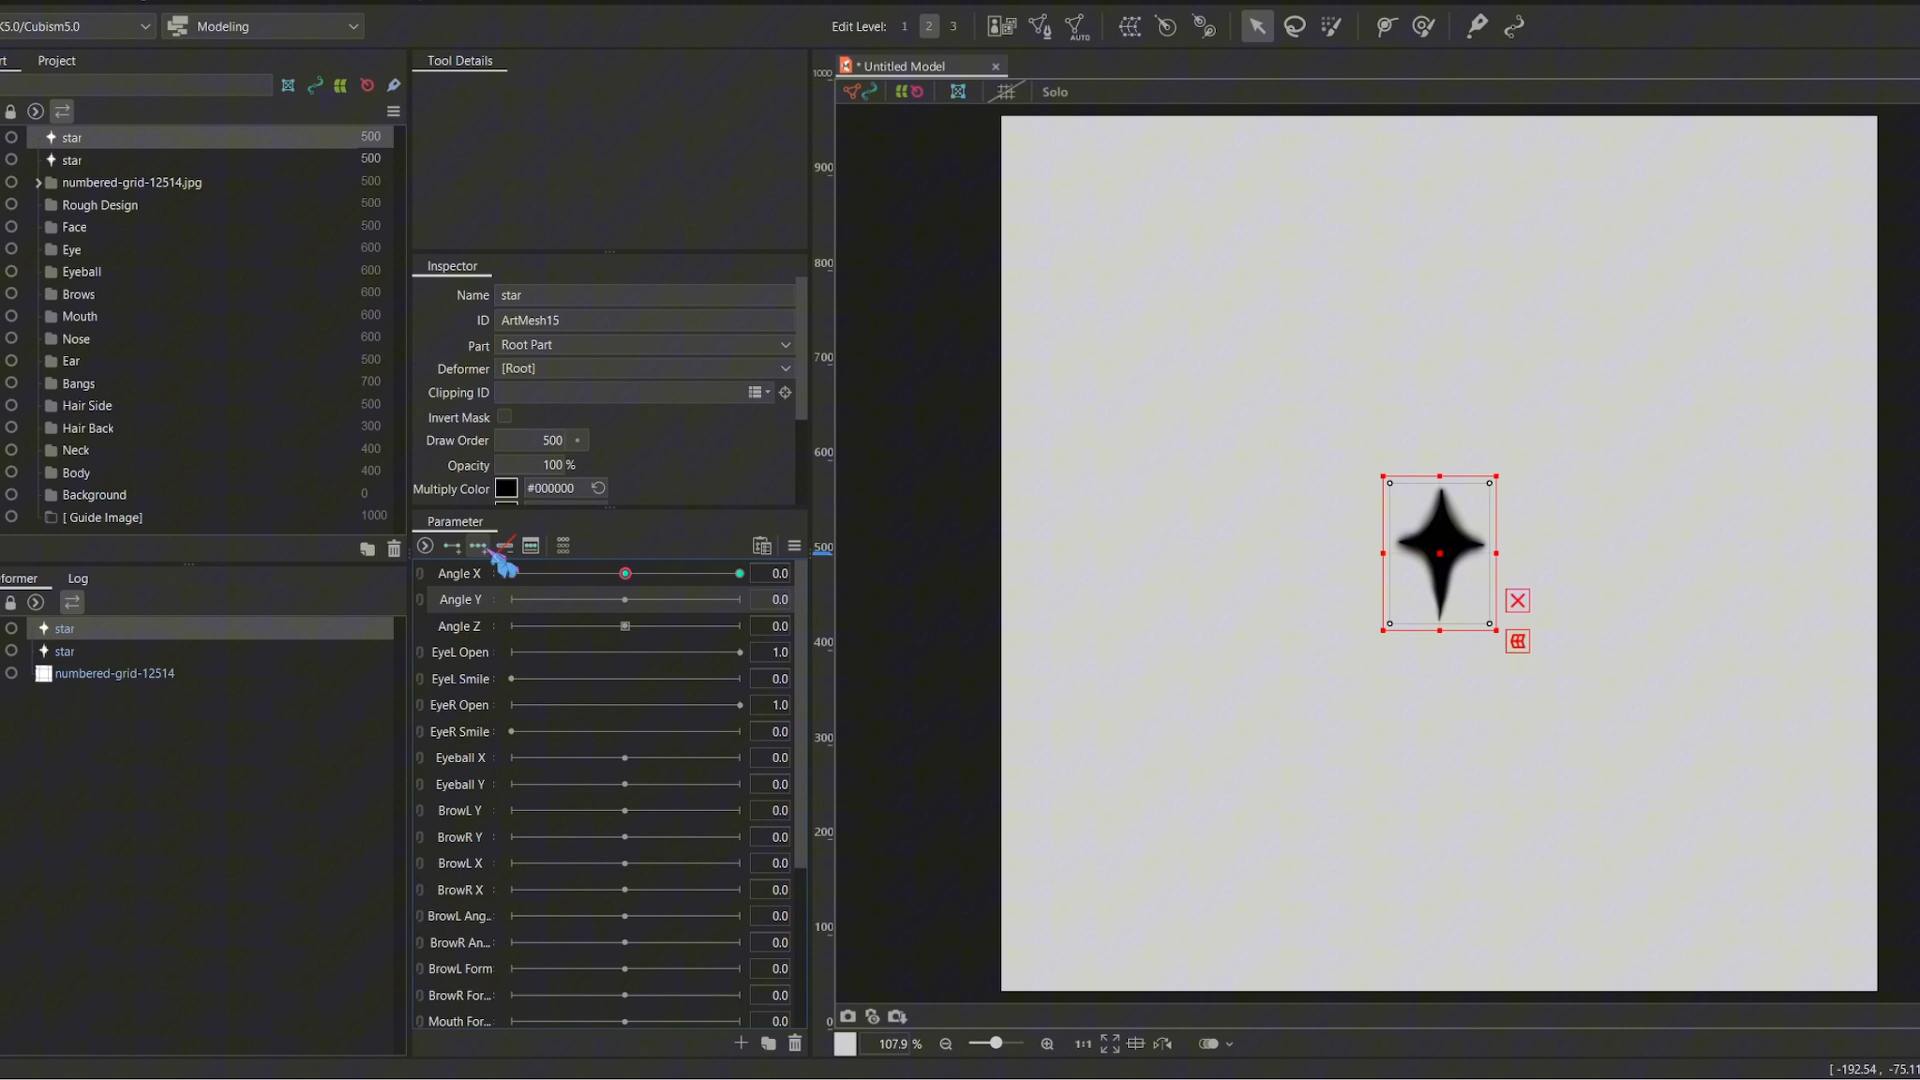 K5.0/Cubism5.0
Modeling
Edit Level: 1 2 3
AUTO
rt Project
star 500
star 500
numbered-grid-12514.jpg 500
Rough Design 500
Face 500
Eye 600
Eyeball 600
Brows 600
Mouth 600
Nose 600
Ear 500
Bangs 700
Hair Side 500
Hair Back 300
Neck 400
Body 400
Background 0
[ Guide Image] 1000
eformer Log
star
star
numbered-grid-12514
Tool Details
Inspector
Name star
ID ArtMesh15
Part Root Part
Deformer [Root]
Clipping ID
Invert Mask
Draw Order 500
Opacity 100 %
Multiply Color #000000
Parameter
Angle X 0.0
Angle Y 0.0
Angle Z 0.0
EyeL Open 1.0
EyeL Smile 0.0
EyeR Open 1.0
EyeR Smile 0.0
Eyeball X 0.0
Eyeball Y 0.0
BrowL Y 0.0
BrowR Y 0.0
BrowL X 0.0
BrowR X 0.0
BrowL Ang... 0.0
BrowR An... 0.0
BrowL Form 0.0
BrowR For... 0.0
Mouth For... 0.0
* Untitled Model
Solo
1000
900
800
700
600
500
400
300
200
100
0
107.9 %
1:1
[ -192.54 , -75.11